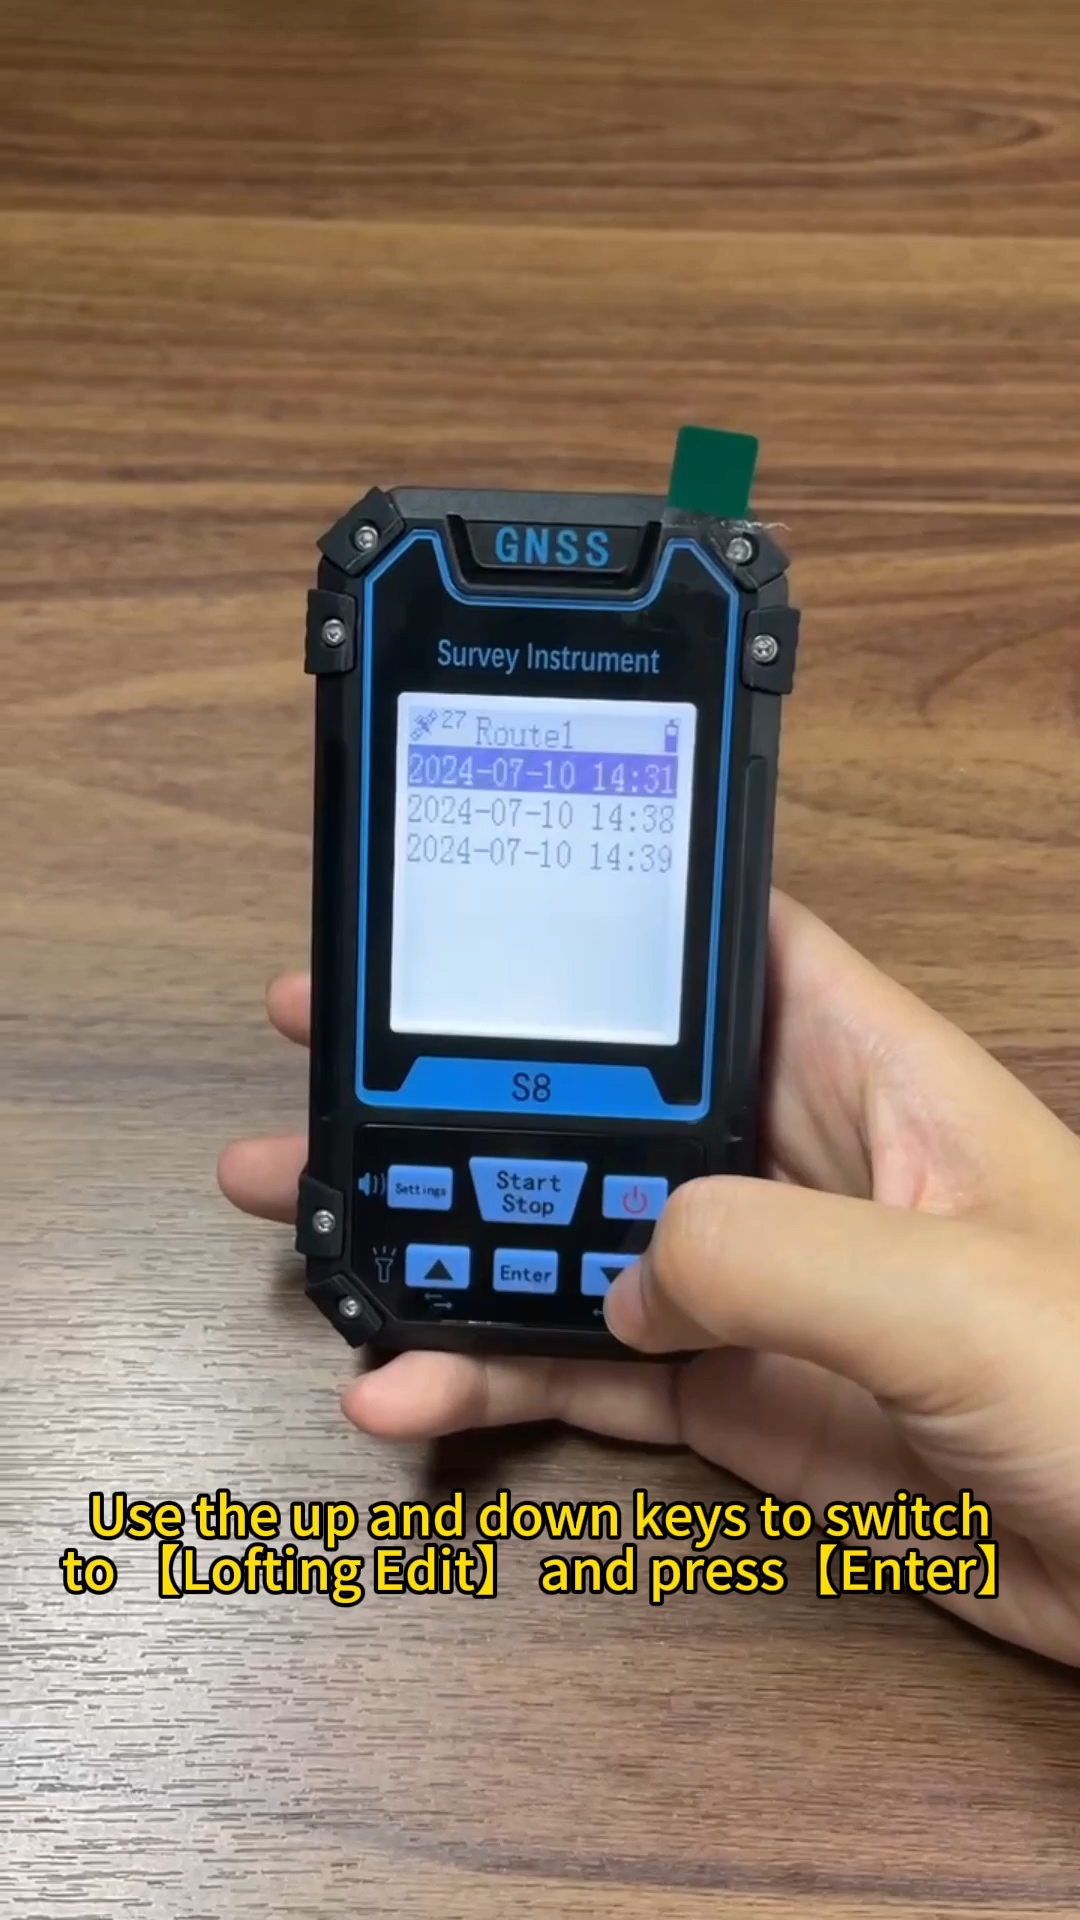 GNSS
Survey Instrument
27 Route1
2024-07-10 14:31
2024-07-10 14:38
2024-07-10 14:39
S8
Settings
Start
Stop
Enter
Use the up and down keys to switch
to 【Lofting Edit】 and press【Enter】